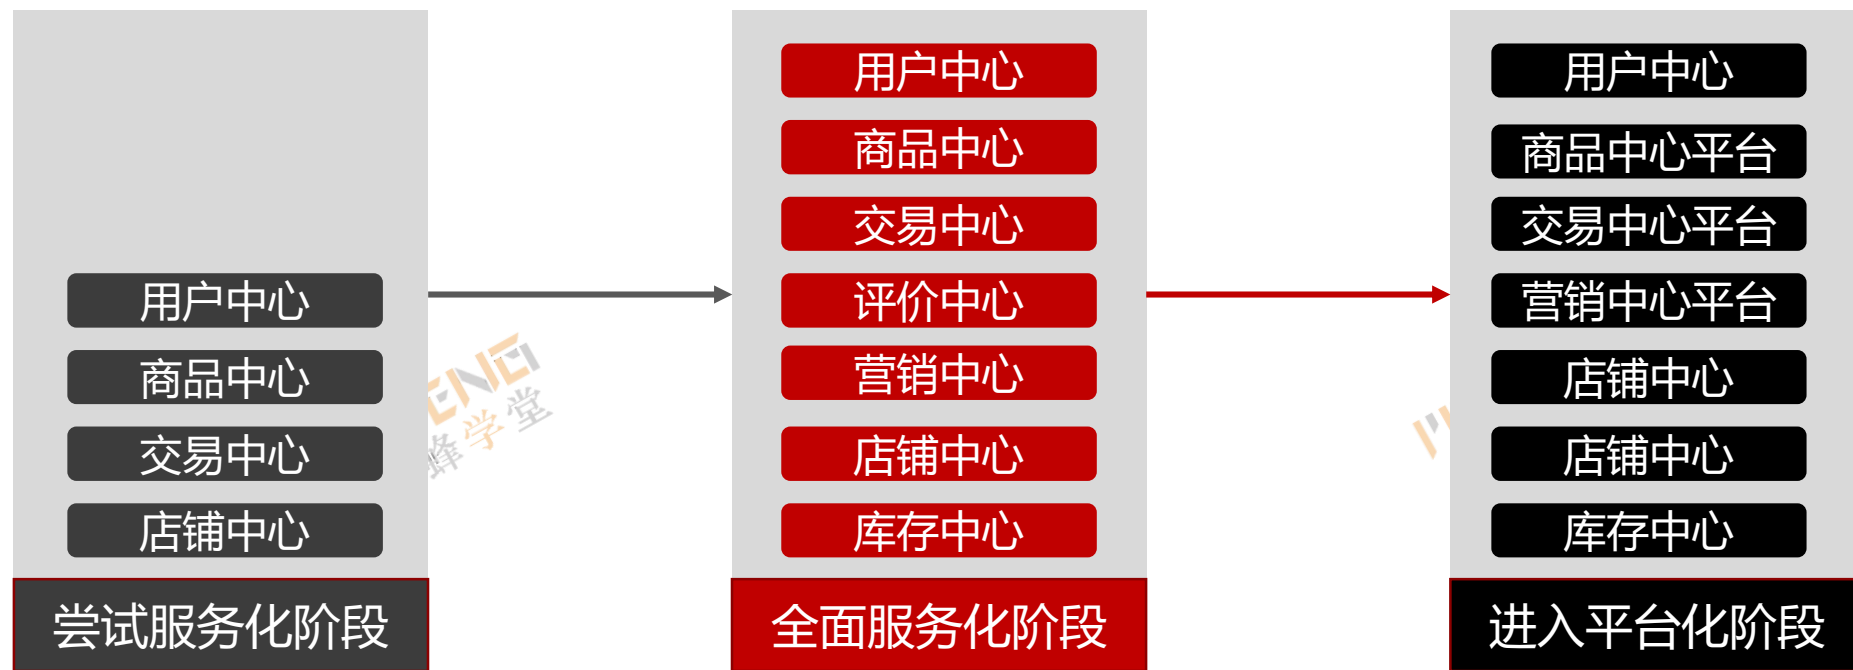 用户中心
商品中心
交易中心
店铺中心
尝试服务化阶段
用户中心
商品中心
交易中心
评价中心
营销中心
店铺中心
库存中心
全面服务化阶段
用户中心
商品中心平台
交易中心平台
营销中心平台
店铺中心
店铺中心
库存中心
进入平台化阶段
蜂学堂